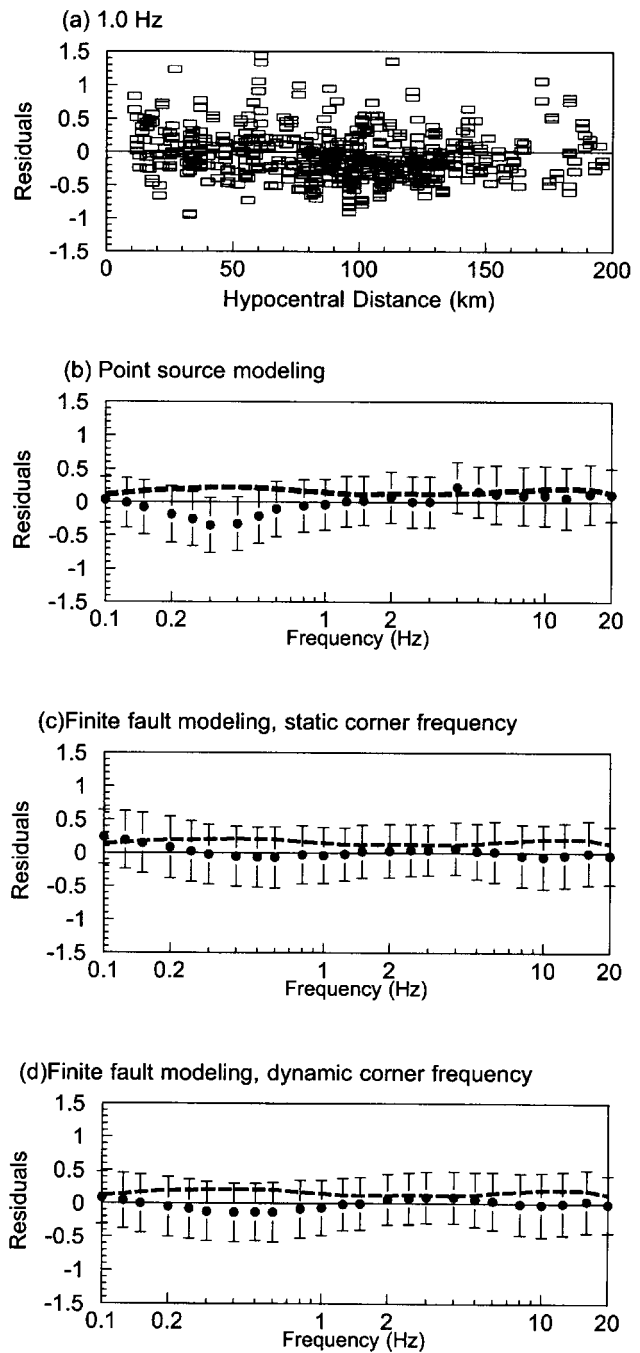 (a) 1.0 Hz
1.5
1
0.5
0
-0.5
-1
-1.5
Residuals
0 50 100 150 200
Hypocentral Distance (km)
(b) Point source modeling
1.5
1
0.5
0
-0.5
-1
-1.5
Residuals
0.1 0.2 1 2 10 20
Frequency (Hz)
(c)Finite fault modeling, static corner frequency
1.5
1
0.5
0
-0.5
-1
-1.5
Residuals
0.1 0.2 1 2 10 20
Frequency (Hz)
(d)Finite fault modeling, dynamic corner frequency
1.5
1
0.5
0
-0.5
-1
-1.5
Residuals
0.1 0.2 1 2 10 20
Frequency (Hz)